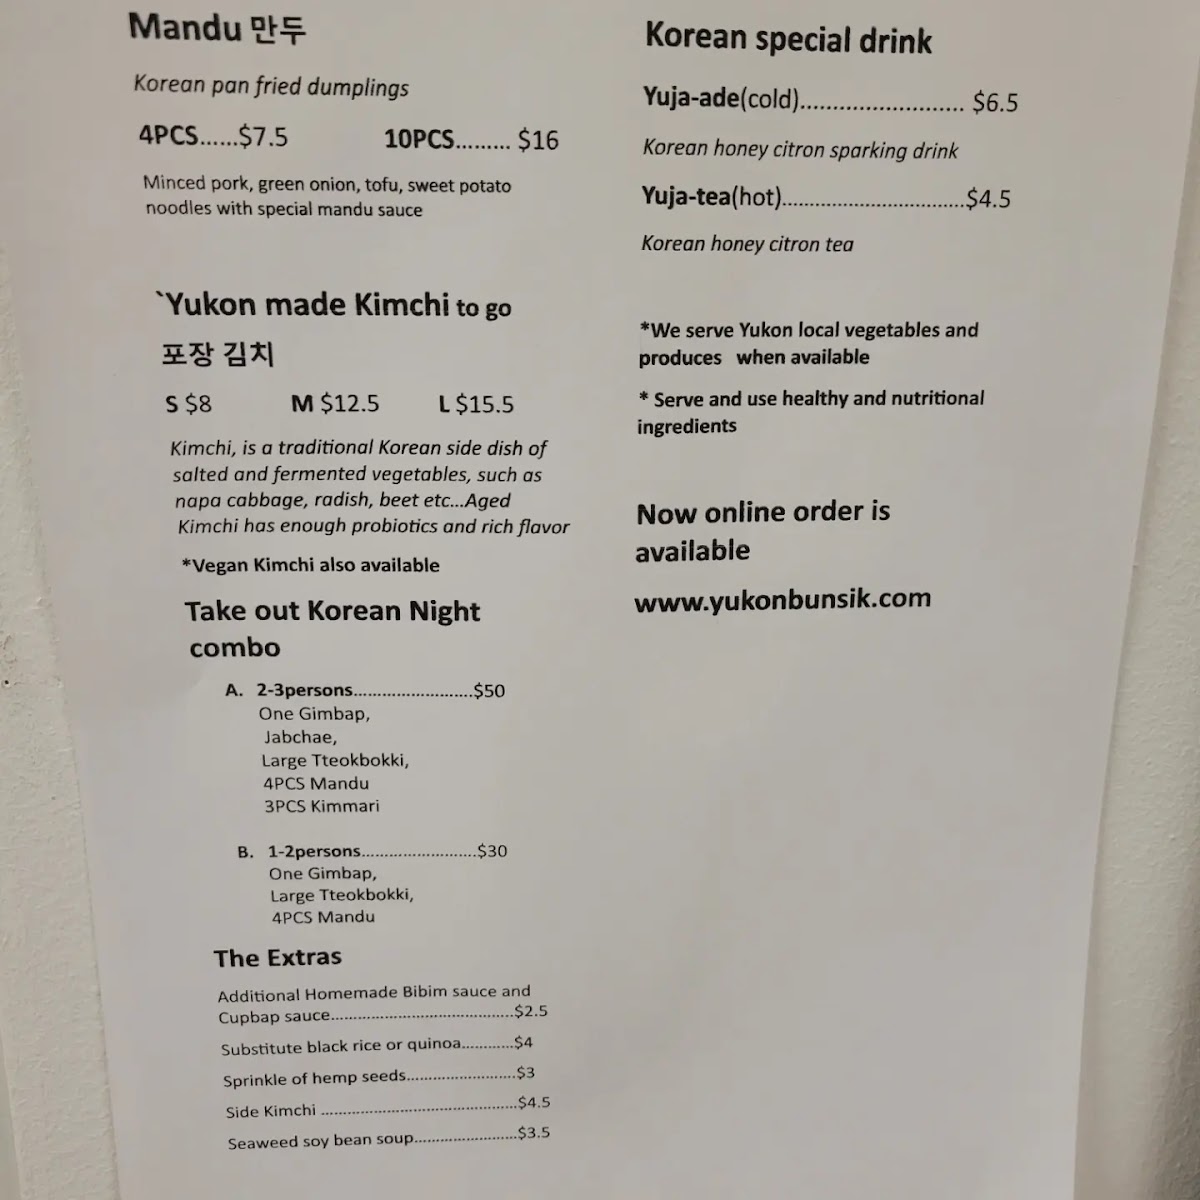 Mandu 만두
Korean pan fried dumplings
4PCS......$7.5 10PCS......... $16
Minced pork, green onion, tofu, sweet potato
noodles with special mandu sauce
`Yukon made Kimchi to go
포장 김치
S $8 M $12.5 L $15.5
Kimchi, is a traditional Korean side dish of
salted and fermented vegetables, such as
napa cabbage, radish, beet etc...Aged
Kimchi has enough probiotics and rich flavor
*Vegan Kimchi also available
Take out Korean Night
combo
A. 2-3persons..........................$50
One Gimbap,
Jabchae,
Large Tteokbokki,
4PCS Mandu
3PCS Kimmari
B. 1-2persons.........................$30
One Gimbap,
Large Tteokbokki,
4PCS Mandu
The Extras
Additional Homemade Bibim sauce and
Cupbap sauce..........................................$2.5
Substitute black rice or quinoa............$4
Sprinkle of hemp seeds.........................$3
Side Kimchi .............................................$4.5
Seaweed soy bean soup........................$3.5
Korean special drink
Yuja-ade(cold)......................... $6.5
Korean honey citron sparking drink
Yuja-tea(hot)................................$4.5
Korean honey citron tea
*We serve Yukon local vegetables and
produces when available
* Serve and use healthy and nutritional
ingredients
Now online order is
available
www.yukonbunsik.com